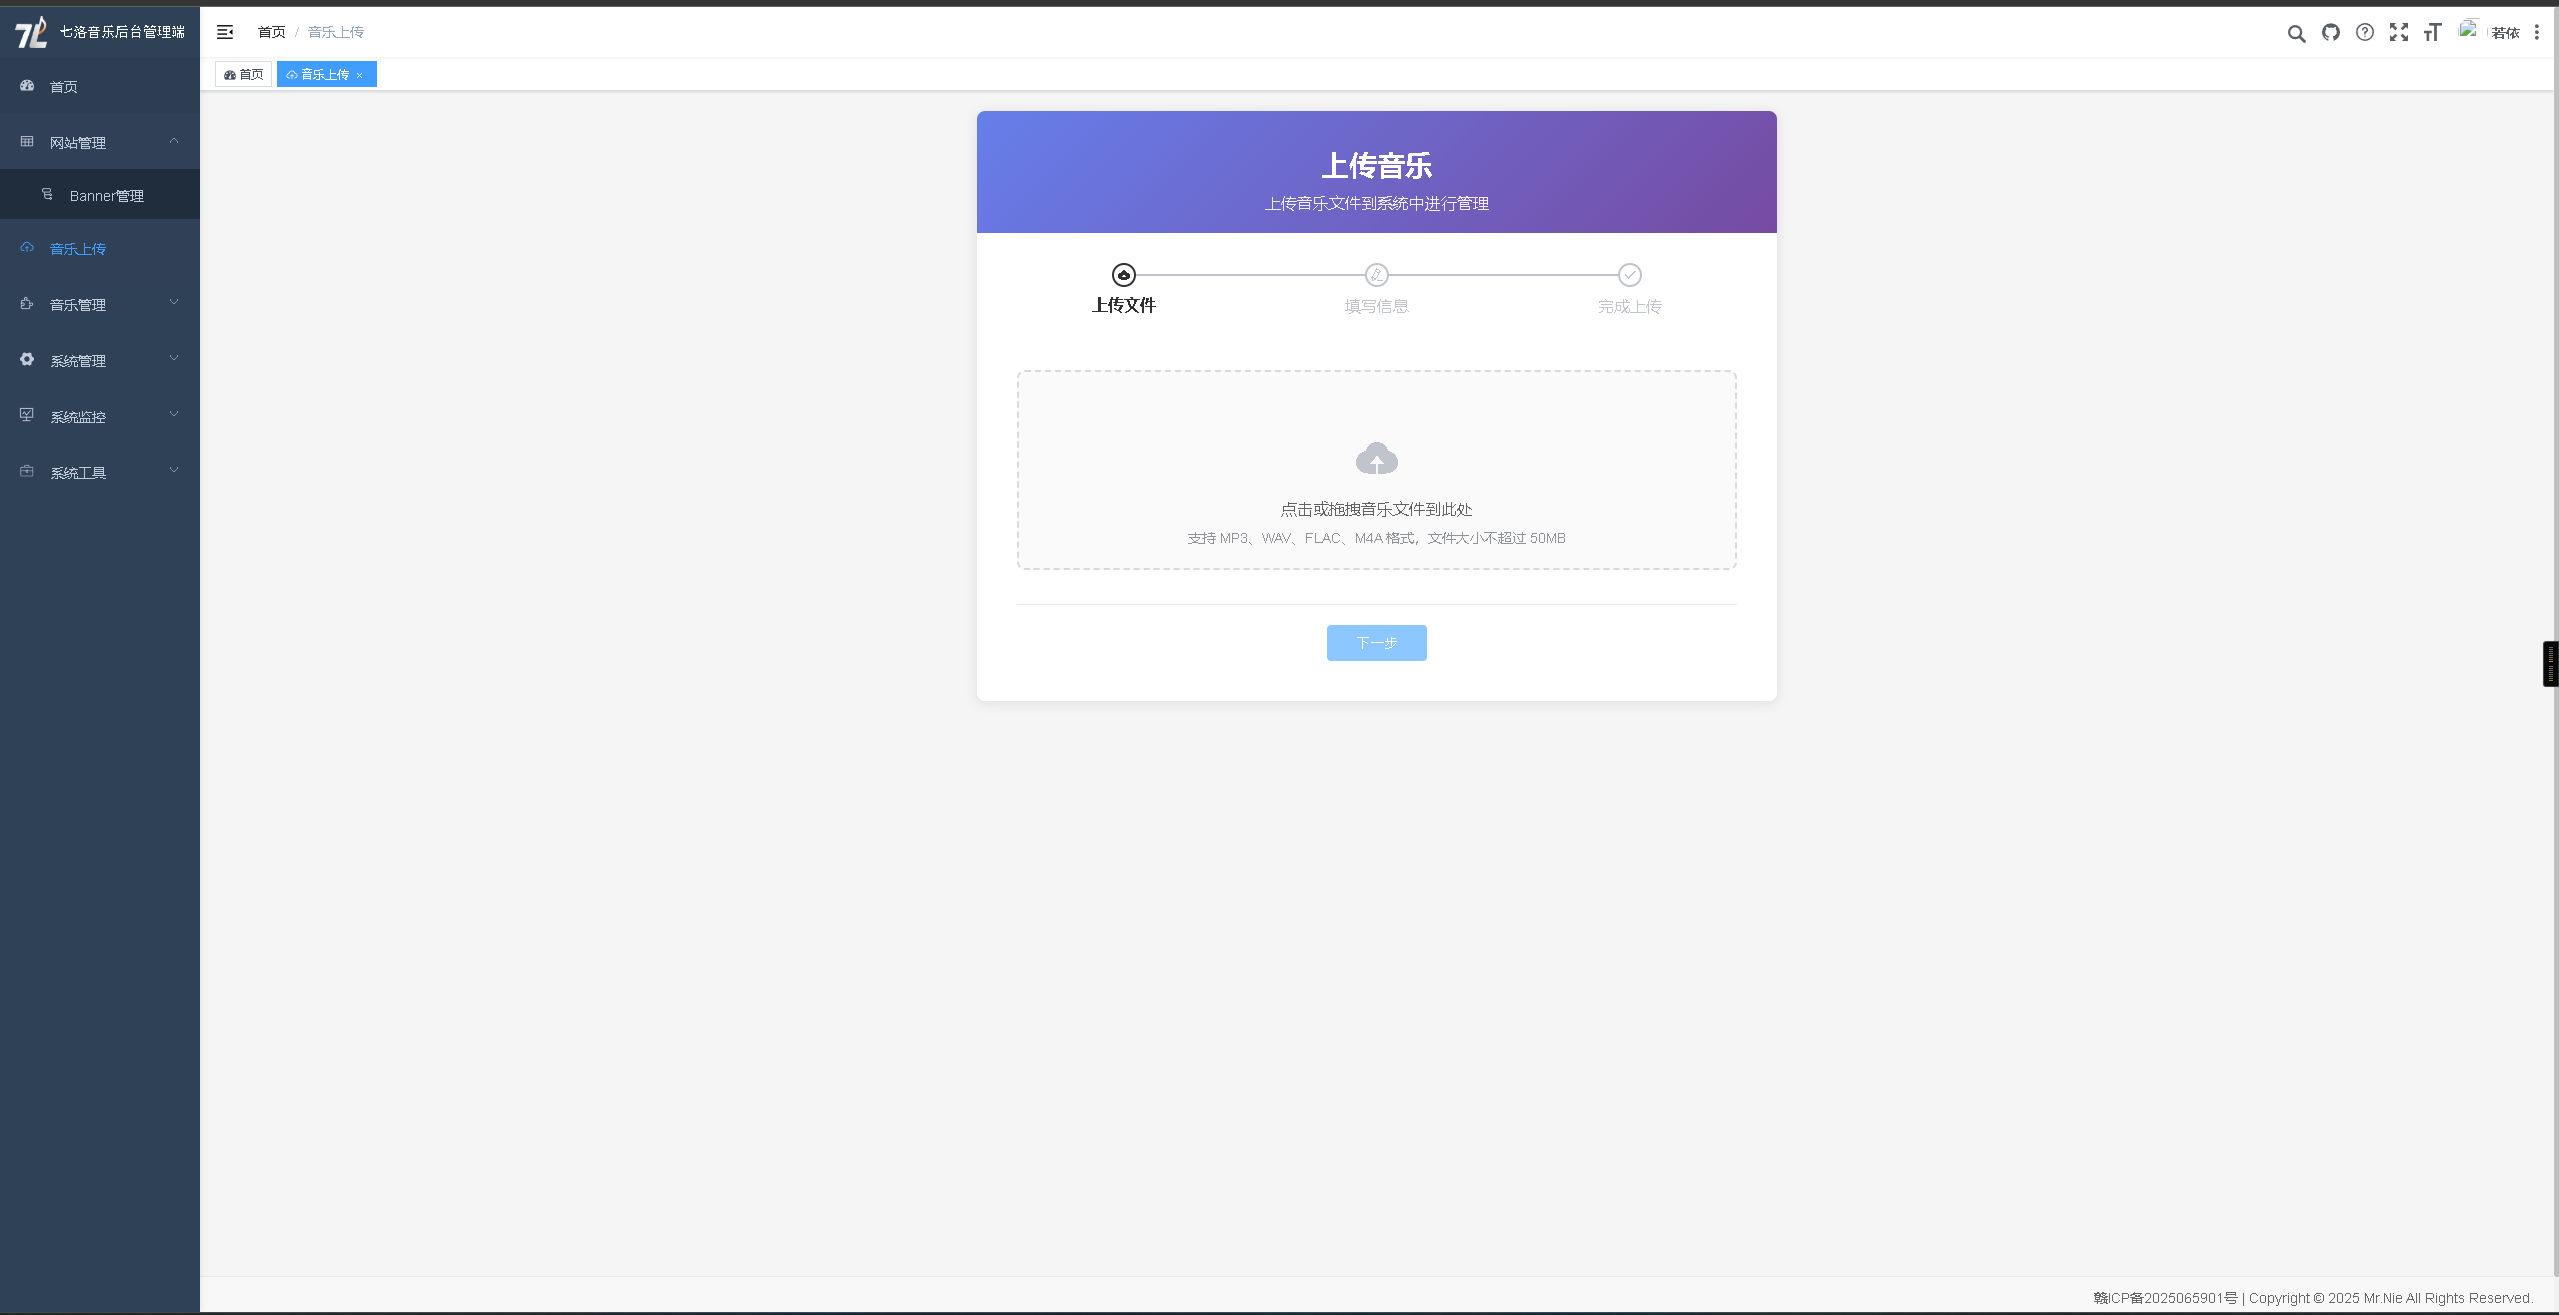 七洛音乐后台管理端
首页 / 音乐上传
若依
首页
音乐上传 ×
首页
网站管理
Banner管理
音乐上传
音乐管理
系统管理
系统监控
系统工具
上传音乐
上传音乐文件到系统中进行管理
上传文件
填写信息
完成上传
点击或拖拽音乐文件到此处
支持 MP3、WAV、FLAC、M4A 格式，文件大小不超过 50MB
下一步
赣ICP备2025065901号 | Copyright © 2025 Mr.Nie All Rights Reserved.